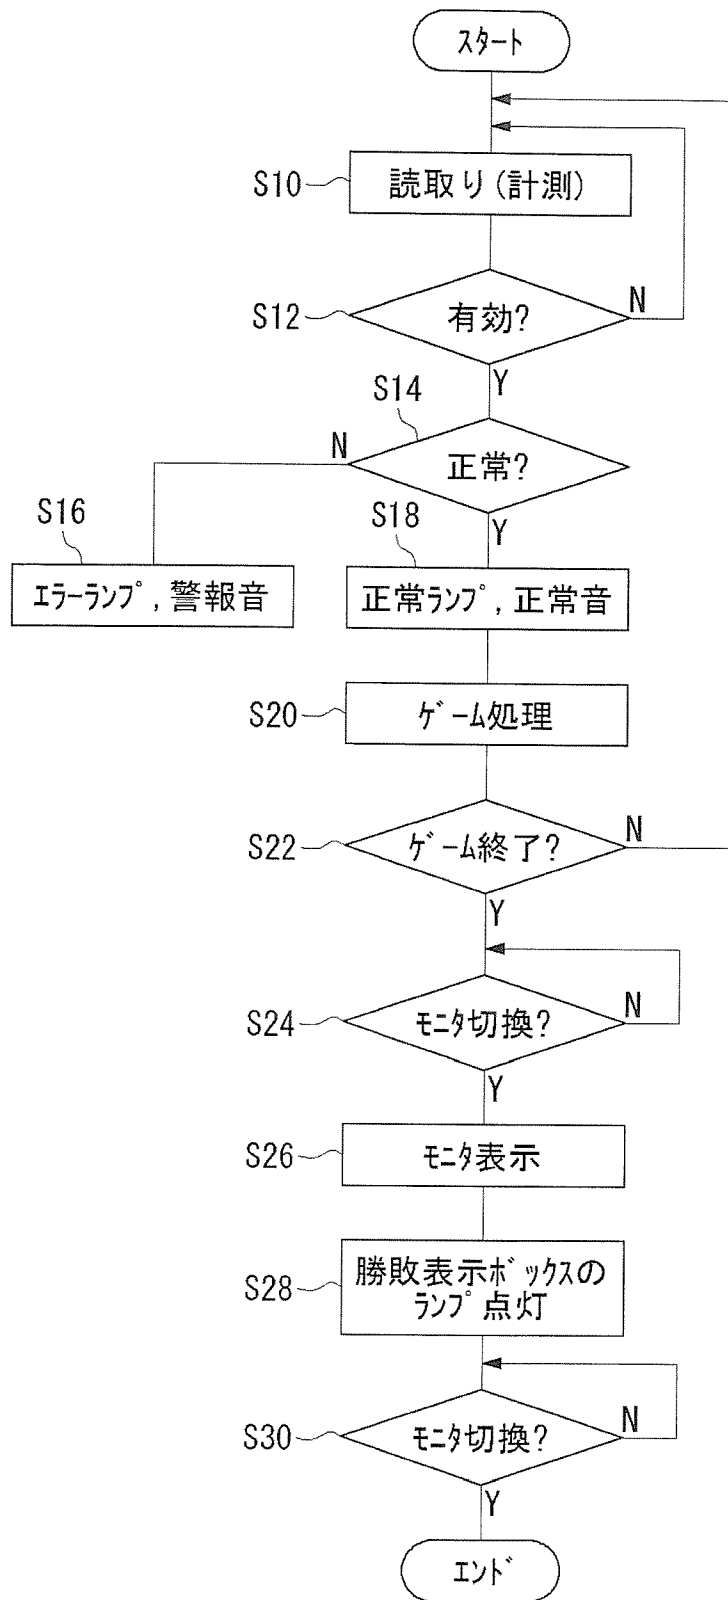 スタート
S10
読取り(計測)
S12
有効?
N
Y
S14
正常?
N
Y
S16
エラーランプ,警報音
S18
正常ランプ,正常音
S20
ゲーム処理
S22
ゲーム終了?
N
Y
S24
モニタ切換?
N
Y
S26
モニタ表示
S28
勝敗表示ボックスの
ランプ点灯
S30
モニタ切換?
N
Y
エンド